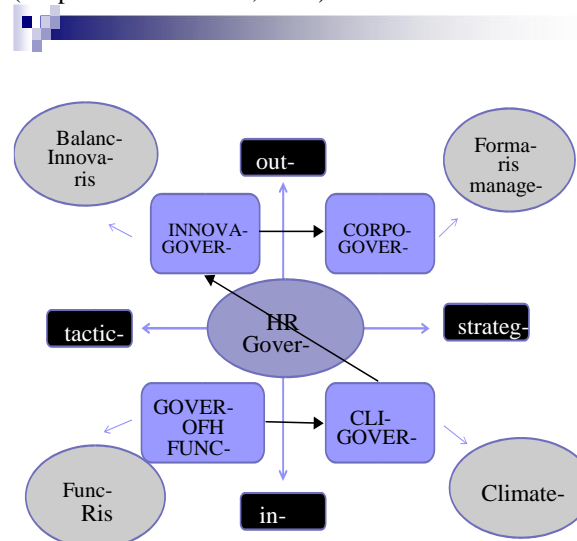 Balanc-
Innova-
ris
out-
Forma-
ris
manage-
INNOVA-
GOVER-
CORPO-
GOVER-
tactic-
HR
Gover-
strateg-
GOVER-
OFH
FUNC-
CLI-
GOVER-
Func-
Ris
in-
Climate-